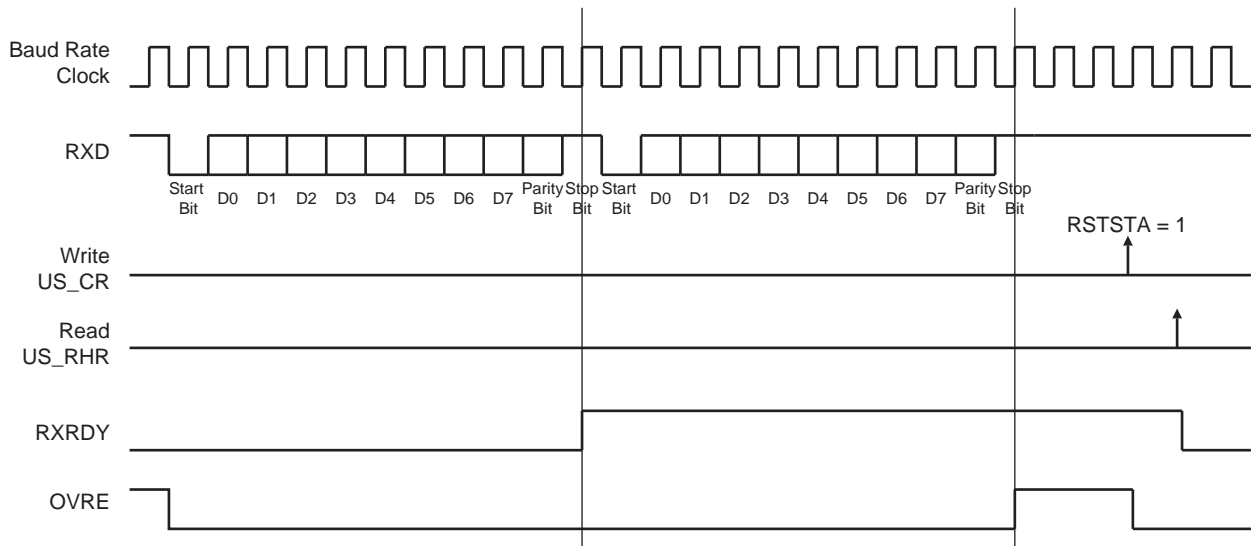 Baud Rate
Clock
RXD
Start
Bit
D0
D1
D2
D3
D4
D5
D6
D7
Parity
Bit
Stop
Bit
Start
Bit
D0
D1
D2
D3
D4
D5
D6
D7
Parity
Bit
Stop
Bit
RSTSTA = 1
Write
US_CR
Read
US_RHR
RXRDY
OVRE